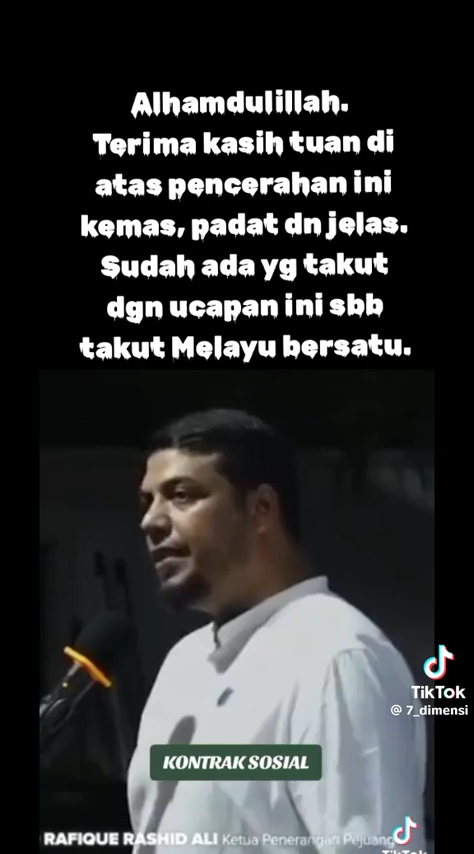 Alhamdulillah.
Terima kasih tuan di
atas pencerahan ini
kemas, padat dn jelas.
Sudah ada yg takut
dgn ucapan ini sbb
takut Melayu bersatu.
TikTok
@ 7_dimensi
KONTRAK SOSIAL
RAFIQUE RASHID ALI Ketua Penerangan Pejuang
TikTok